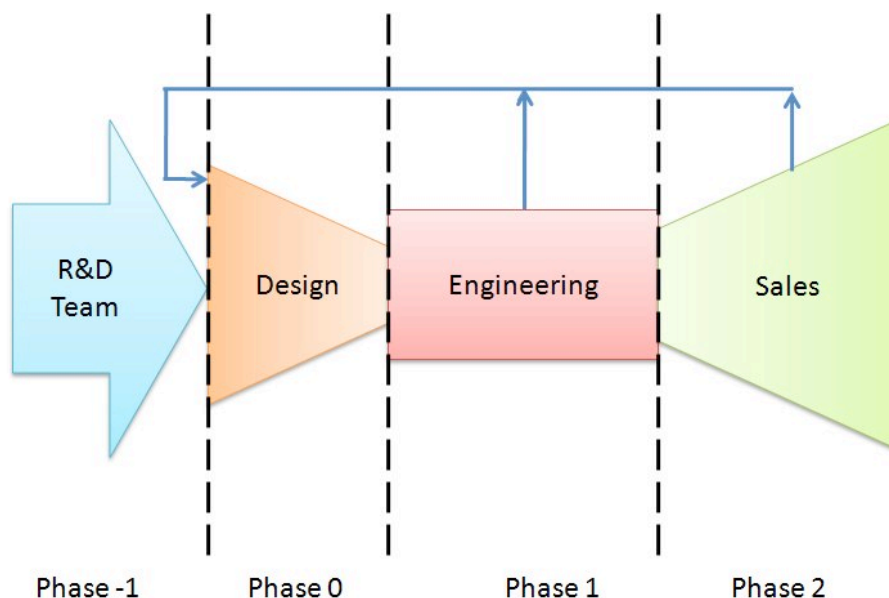 R&D
Team
Design
Engineering
Sales
Phase -1
Phase 0
Phase 1
Phase 2